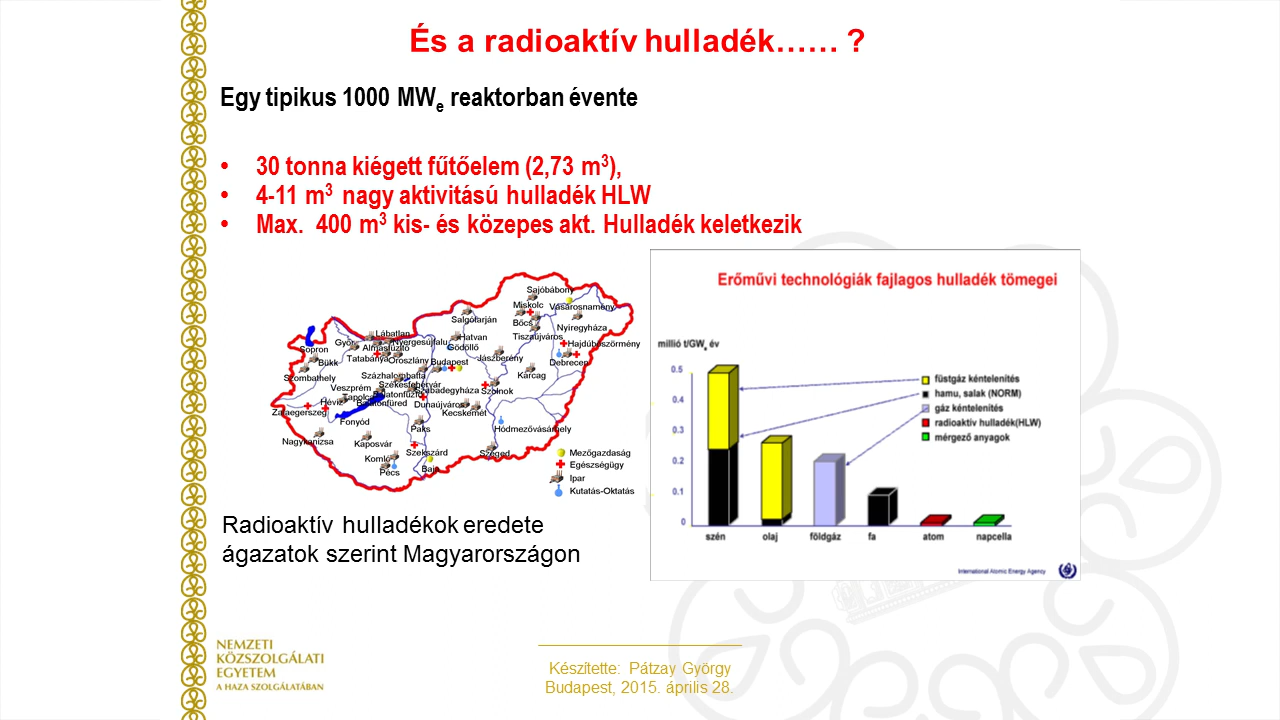 És a radioaktív hulladék…… ?
Egy tipikus 1000 MWe reaktorban évente
• 30 tonna kiégett fűtőelem (2,73 m³),
• 4-11 m³ nagy aktivitású hulladék HLW
• Max. 400 m³ kis- és közepes akt. Hulladék keletkezik
Sajóbábony
Miskolc
Vásárosnamény
Salgótarján
Bőcs
Nyíregyháza
Lábatlan
Tiszaújváros
Győr
Nyergesújfalu
Hatvan
Hajdúböszörmény
Sopron
Almásfüzítő
Gödöllő
Tatabánya
Oroszlány
Budapest
Jászberény
Debrecen
Bükk
Szombathely
Százhalombatta
Karcag
Székesfehérvár
Veszprém
Szabadegyháza
Szolnok
Tapolca
Balatonfűzfő
Hévíz
Balatonfüred
Dunaújváros
Zalaegerszeg
Kecskemét
Fonyód
Paks
Hódmezővásárhely
Nagykanizsa
Kaposvár
Szekszárd
Szeged
Komló
Baja
Pécs
Mezőgazdaság
Egészségügy
Ipar
Kutatás-Oktatás
Radioaktív hulladékok eredete
ágazatok szerint Magyarországon
Erőművi technológiák fajlagos hulladék tömegei
millió t/GWe év
0.5
0.4
0.3
0.2
0.1
0
füstgáz kéntelenítés
hamu, salak (NORM)
gáz kéntelenítés
radioaktív hulladék(HLW)
mérgező anyagok
szén olaj földgáz fa atom napcella
International Atomic Energy Agency
NEMZETI
KÖZSZOLGÁLATI
EGYETEM
A HAZA SZOLGÁLATÁBAN
Készítette: Pátzay György
Budapest, 2015. április 28.